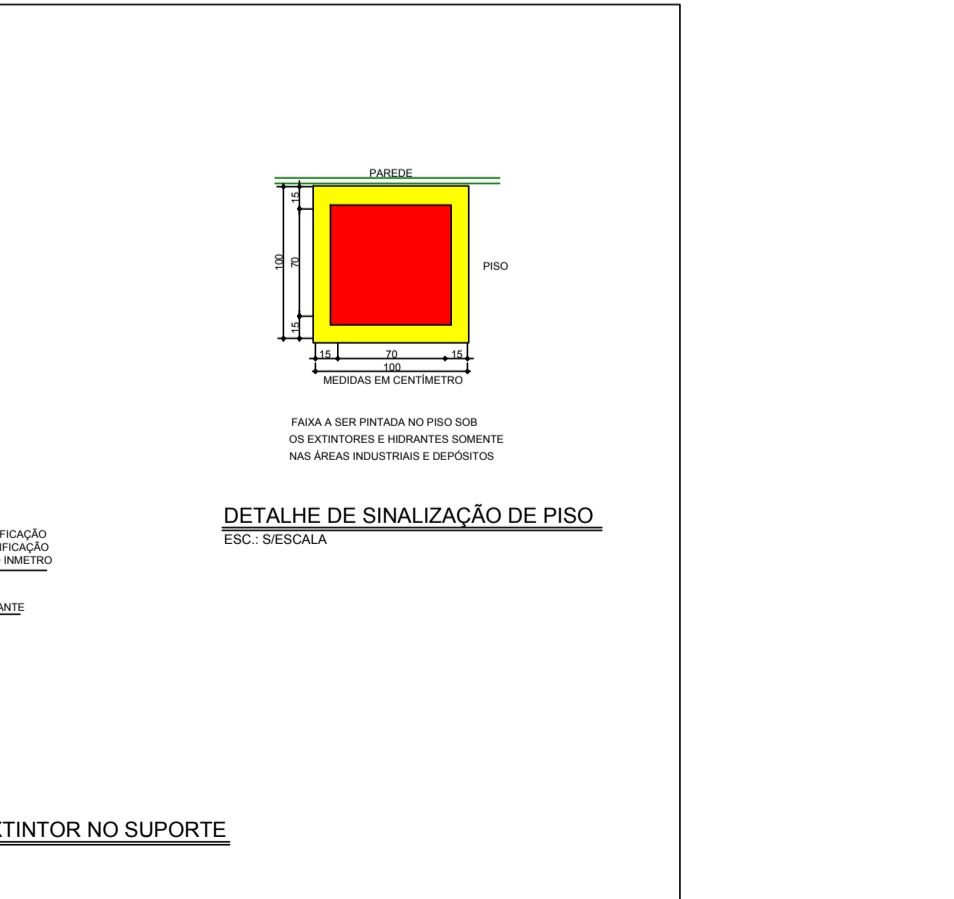 PAREDE
15
100
70
15
PISO
15 70 15
100
MEDIDAS EM CENTÍMETRO
FAIXA A SER PINTADA NO PISO SOB
OS EXTINTORES E HIDRANTES SOMENTE
NAS ÁREAS INDUSTRIAIS E DEPÓSITOS
DETALHE DE SINALIZAÇÃO DE PISO
ESC.: S/ESCALA
FICAÇÃO
IFICAÇÃO
INMETRO
ANTE
XTINTOR NO SUPORTE